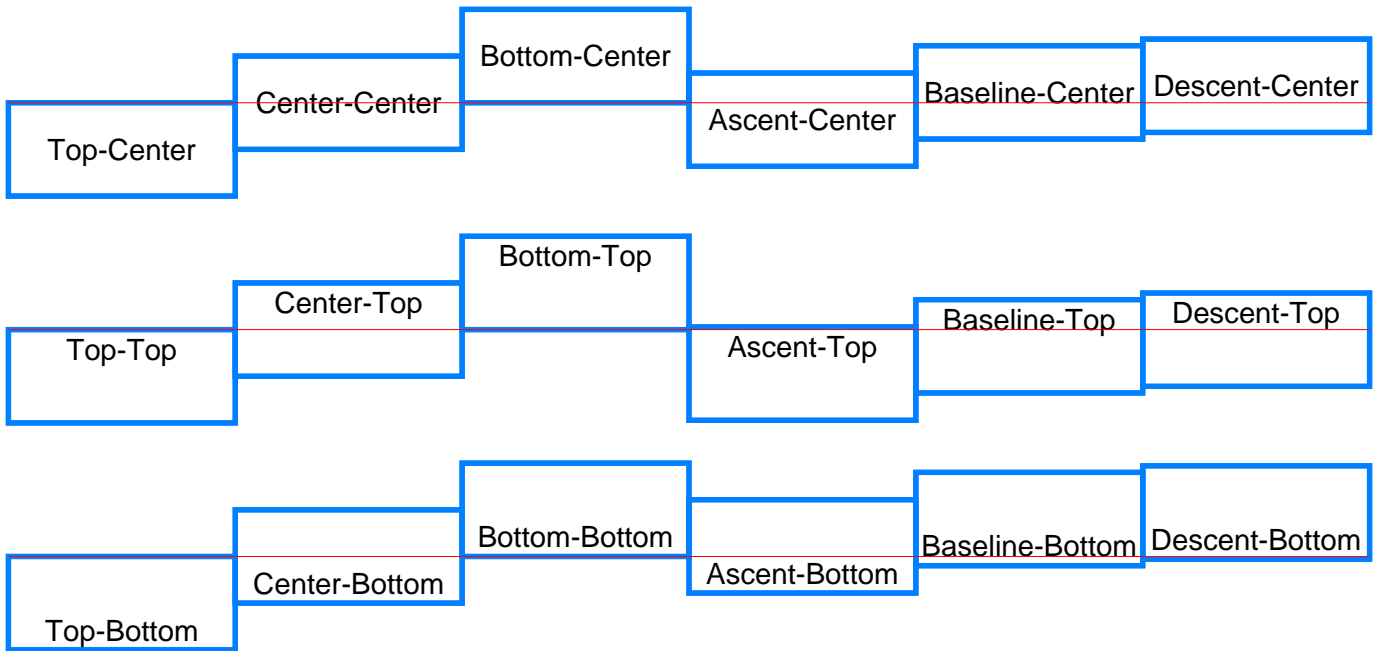 Top-Center Center-Center Bottom-Center Ascent-Center Baseline-Center Descent-Center
Top-Top Center-Top Bottom-Top Ascent-Top Baseline-Top Descent-Top
Top-Bottom Center-Bottom Bottom-Bottom Ascent-Bottom Baseline-Bottom Descent-Bottom